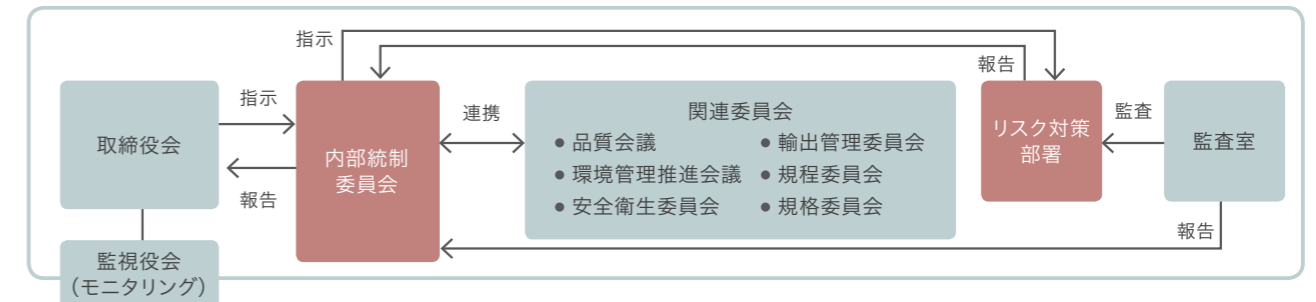 指示
報告
取締役会
指示
報告
監視役会
（モニタリング）
内部統制
委員会
連携
関連委員会
● 品質会議
● 輸出管理委員会
● 環境管理推進会議
● 規程委員会
● 安全衛生委員会
● 規格委員会
リスク対策
部署
監査
監査室
報告